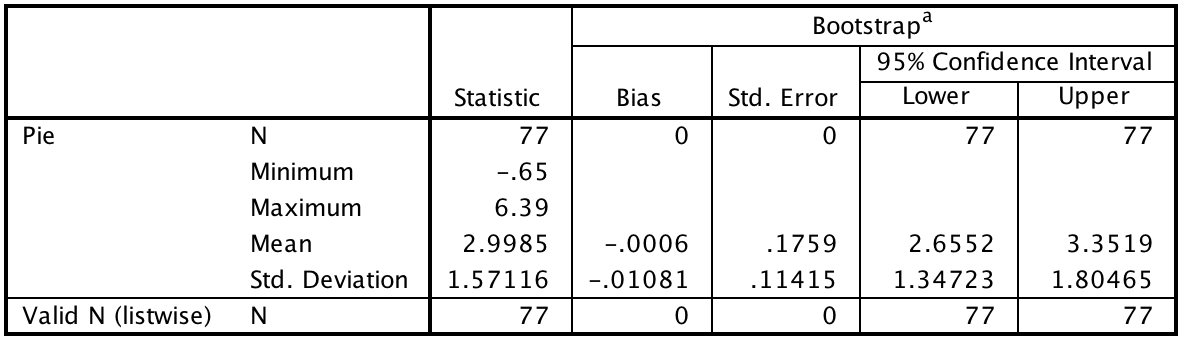 Bootstrap^a
95% Confidence Interval
Statistic Bias Std. Error Lower Upper
Pie N 77 0 0 77 77
Minimum -.65
Maximum 6.39
Mean 2.9985 -.0006 .1759 2.6552 3.3519
Std. Deviation 1.57116 -.01081 .11415 1.34723 1.80465
Valid N (listwise) N 77 0 0 77 77